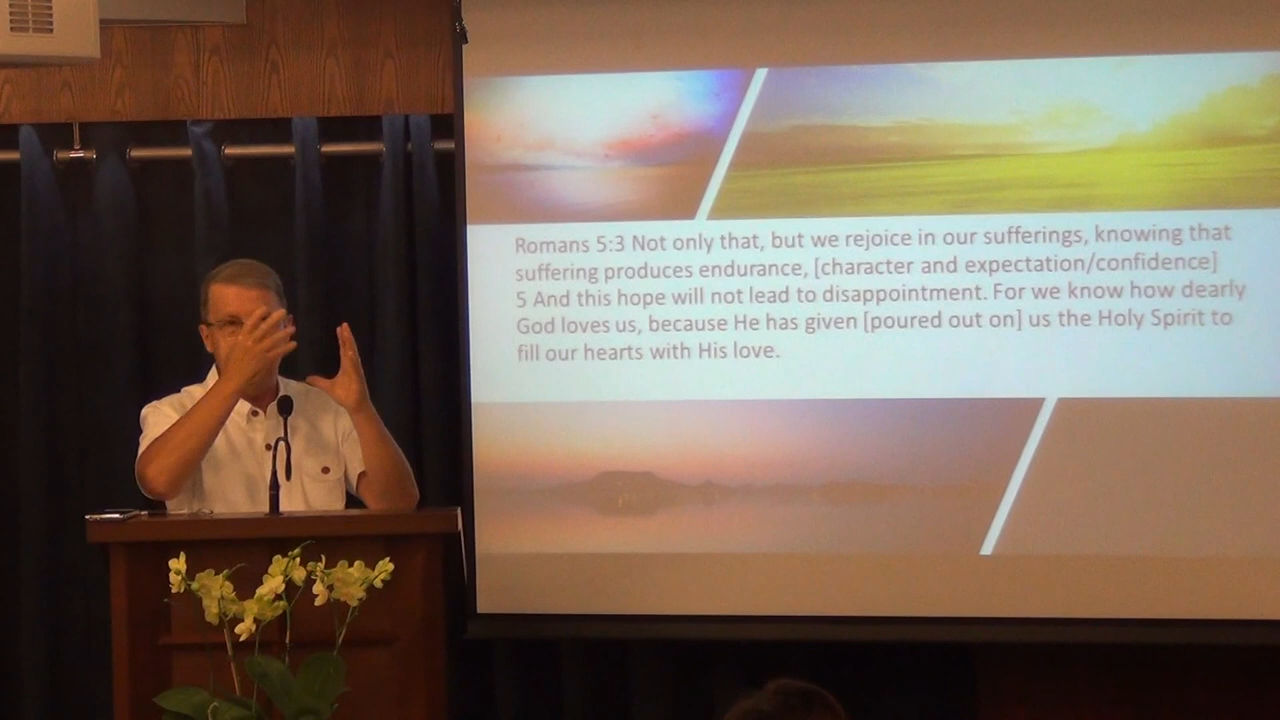 Romans 5:3 Not only that, but we rejoice in our sufferings, knowing that
suffering produces endurance, [character and expectation/confidence]
5 And this hope will not lead to disappointment. For we know how dearly
God loves us, because He has given [poured out on] us the Holy Spirit to
fill our hearts with His love.